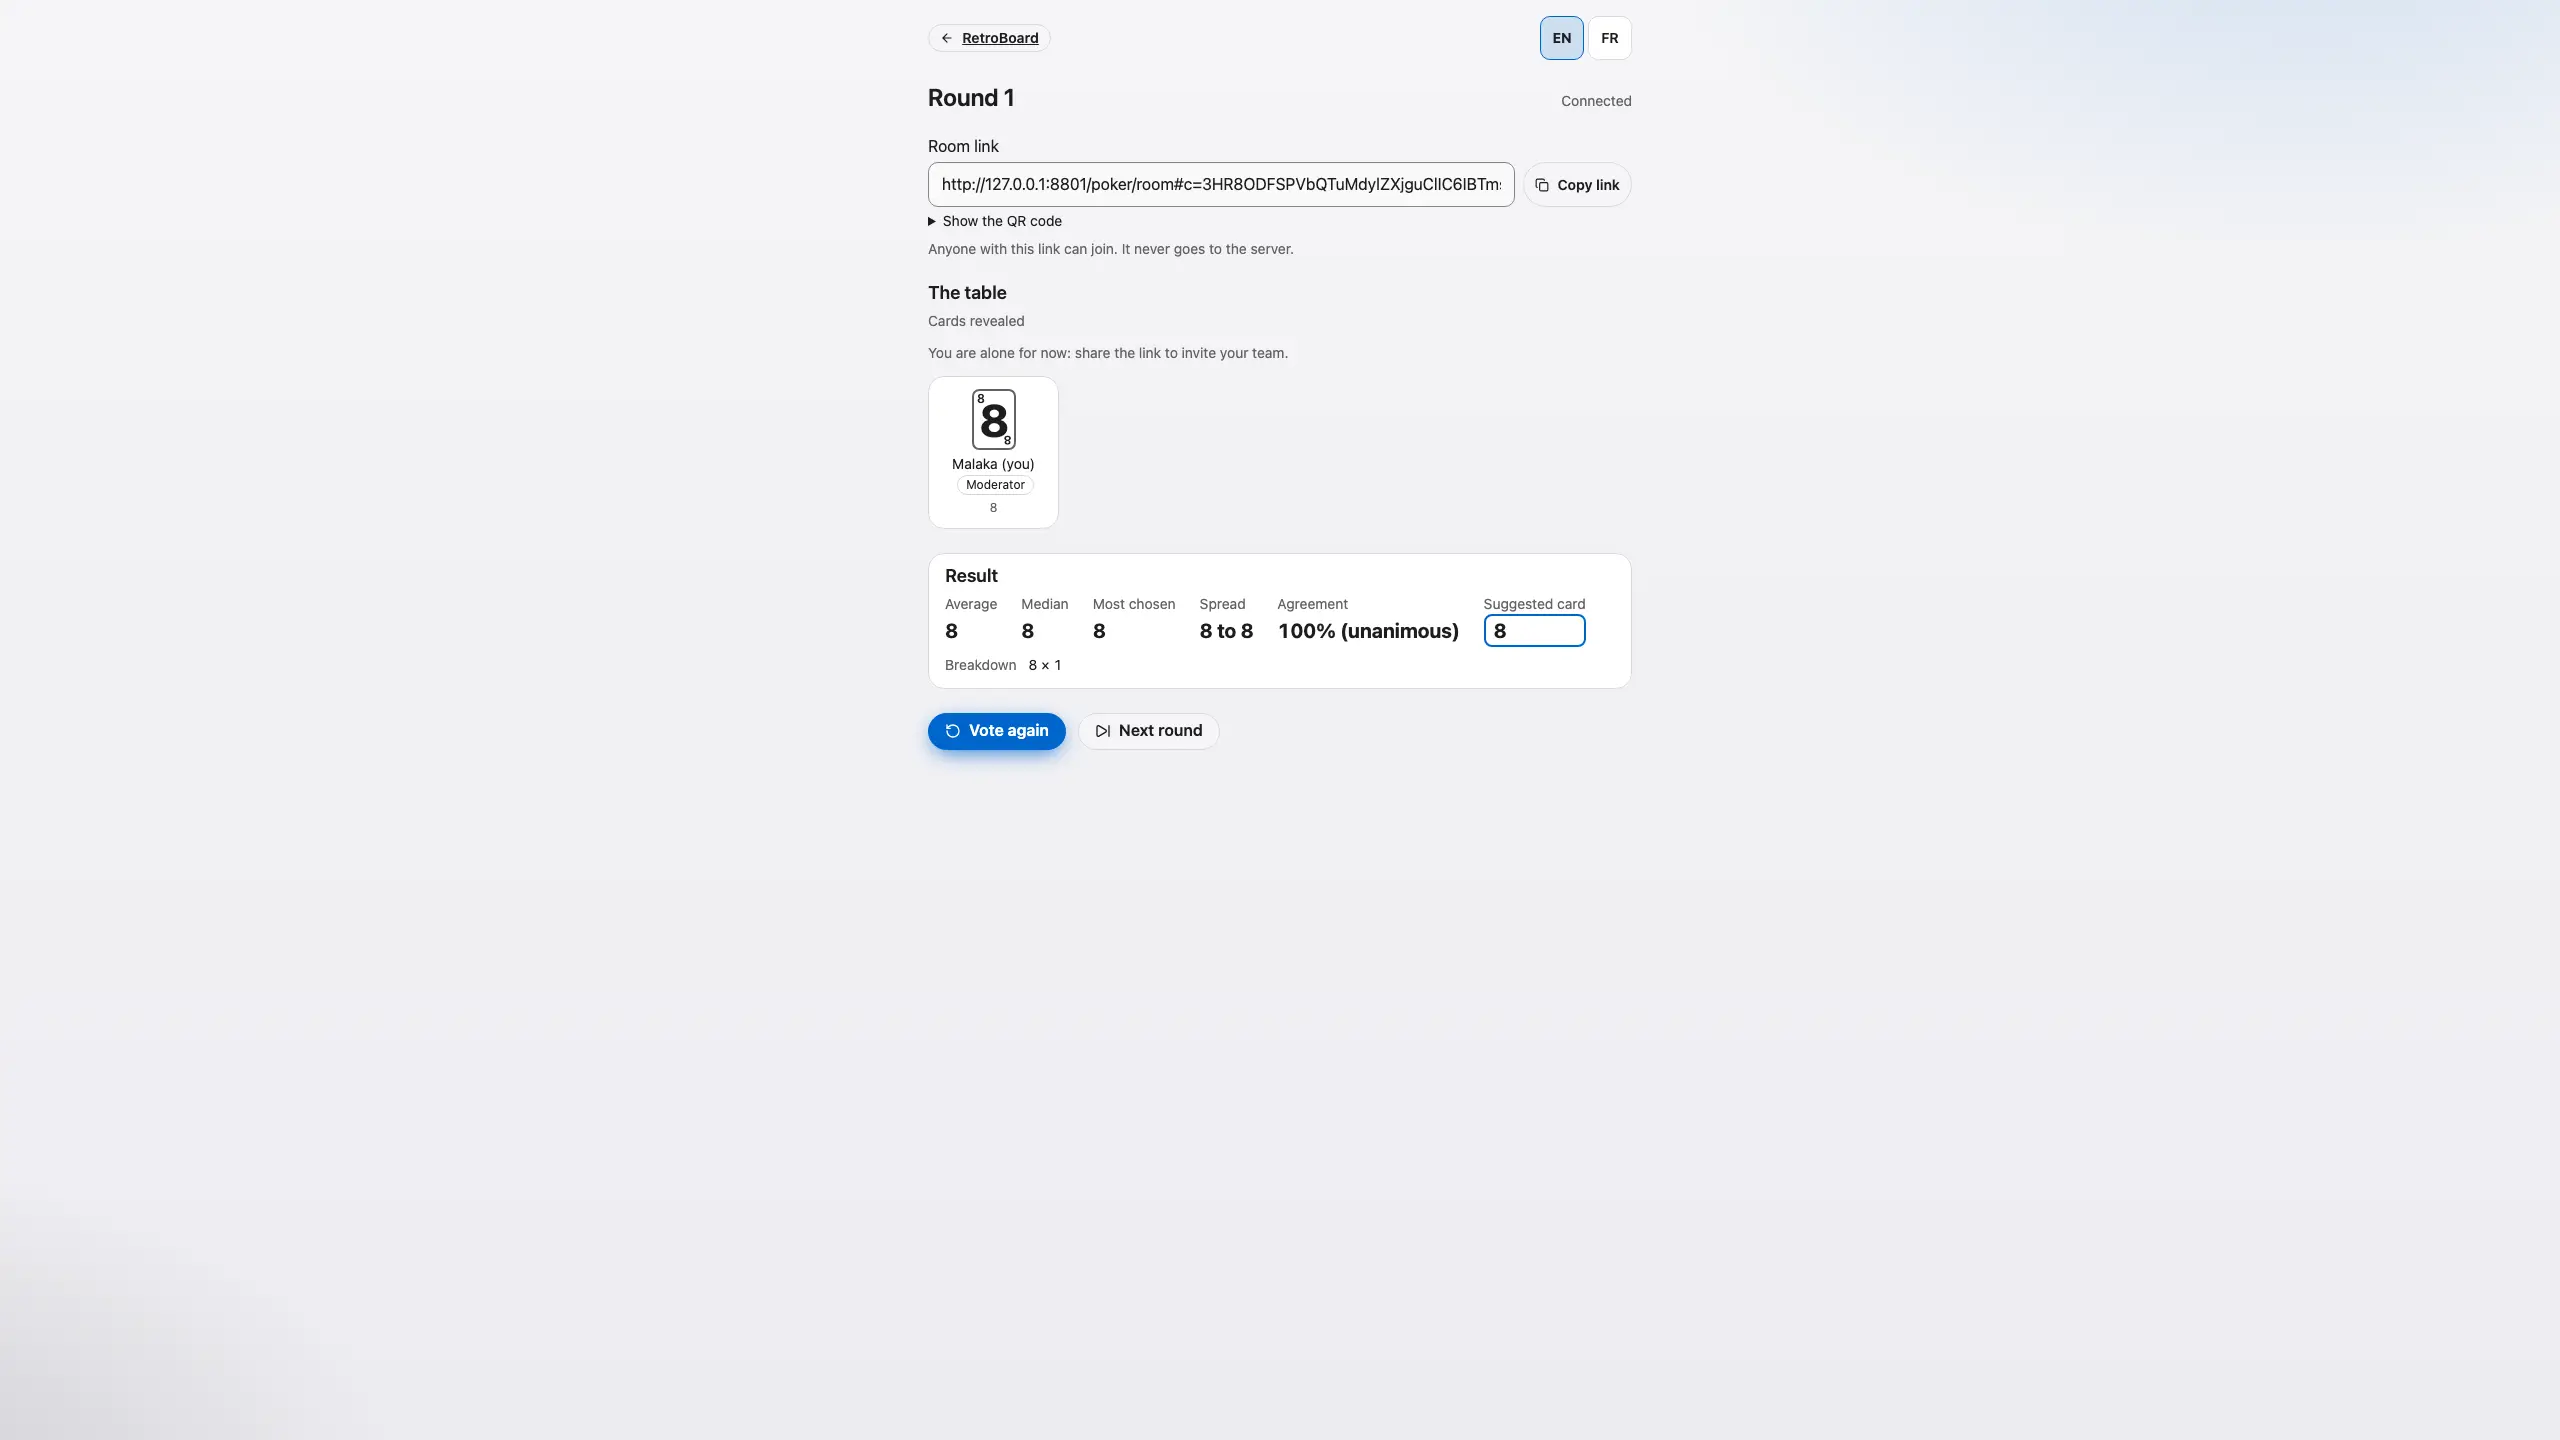 RetroBoard
EN
FR
Round 1
Connected
Room link
http://127.0.0.1:8801/poker/room#c=3HR8ODFSPVbQTuMdylZXjguCllC6lBTm
Copy link
Show the QR code
Anyone with this link can join. It never goes to the server.
The table
Cards revealed
You are alone for now: share the link to invite your team.
8
8
8
Malaka (you)
Moderator
8
Result
Average Median Most chosen Spread Agreement Suggested card
8 8 8 8 to 8 100% (unanimous) 8
Breakdown 8 × 1
Vote again
Next round